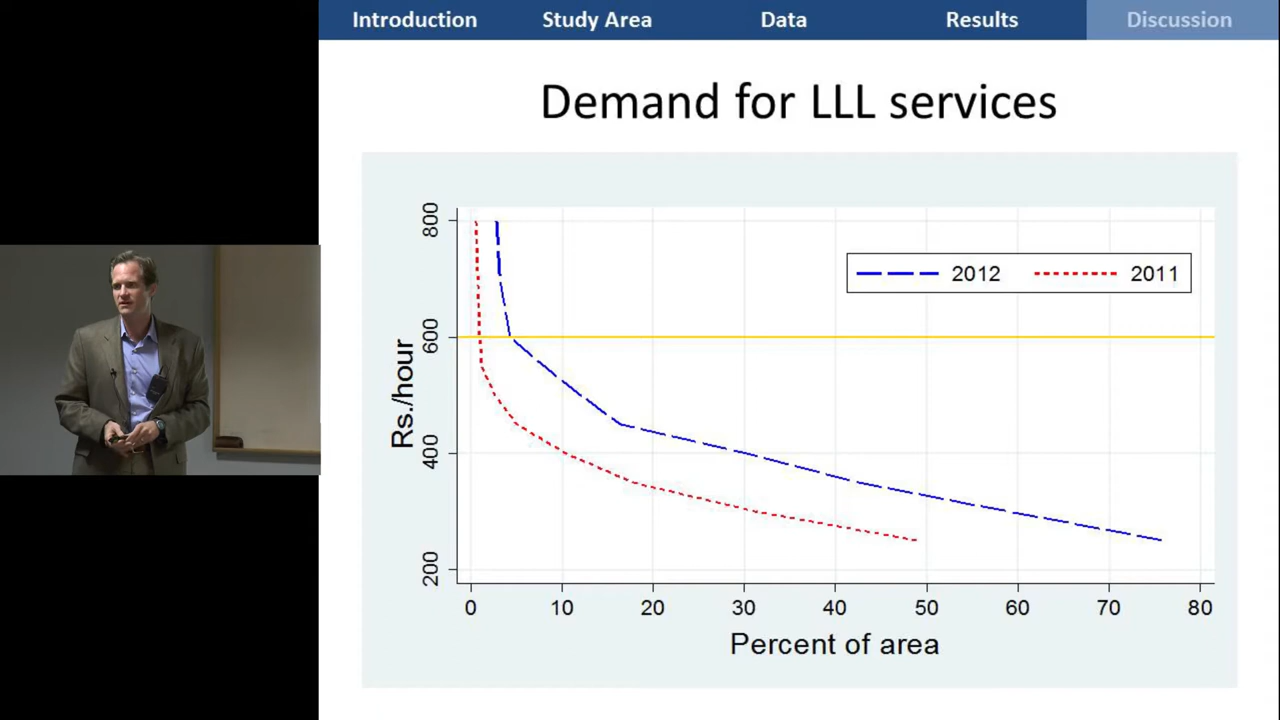 Introduction Study Area Data Results Discussion
Demand for LLL services
800
600
400
200
Rs./hour
2012 2011
0 10 20 30 40 50 60 70 80
Percent of area